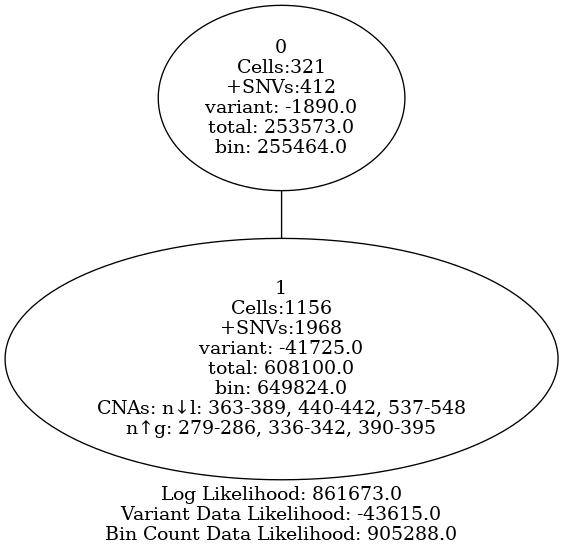 0
Cells:321
+SNVs:412
variant: -1890.0
total: 253573.0
bin: 255464.0
1
Cells:1156
+SNVs:1968
variant: -41725.0
total: 608100.0
bin: 649824.0
CNAs: n↓l: 363-389, 440-442, 537-548
n↑g: 279-286, 336-342, 390-395
Log Likelihood: 861673.0
Variant Data Likelihood: -43615.0
Bin Count Data Likelihood: 905288.0